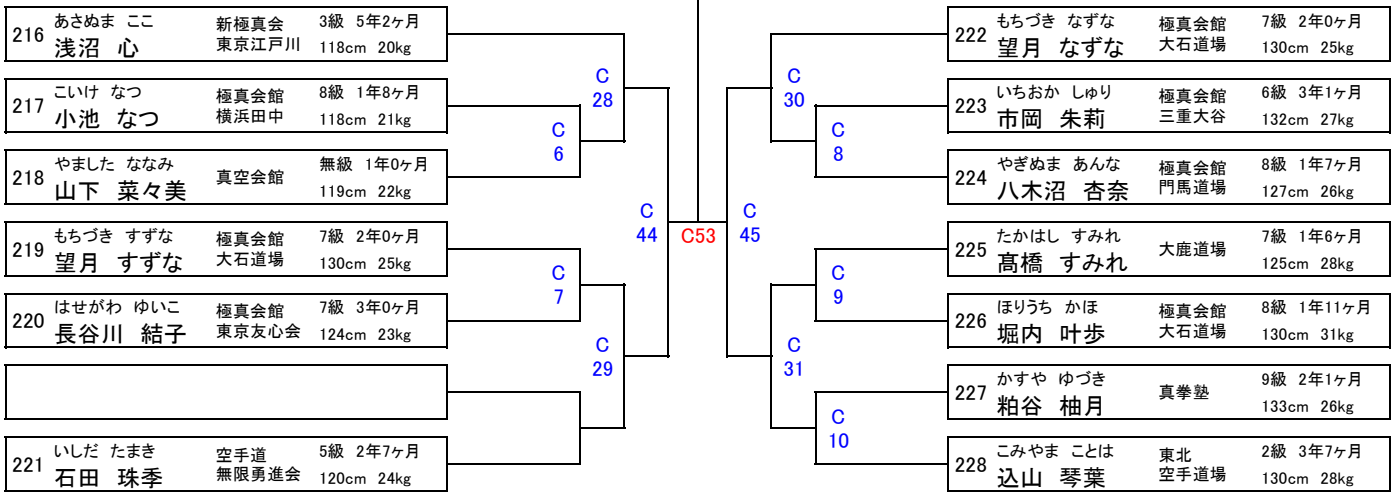 216
あさぬま ここ
浅沼 心
新極真会
東京江戸川
3級 5年2ヶ月
118cm 20kg
217
こいけ なつ
小池 なつ
極真会館
横浜田中
8級 1年8ヶ月
118cm 21kg
218
やました ななみ
山下 菜々美
真空会館
無級 1年0ヶ月
119cm 22kg
219
もちづき すずな
望月 すずな
極真会館
大石道場
7級 2年0ヶ月
130cm 25kg
220
はせがわ ゆいこ
長谷川 結子
極真会館
東京友心会
7級 3年0ヶ月
124cm 23kg
221
いしだ たまき
石田 珠季
空手道
無限勇進会
5級 2年7ヶ月
120cm 24kg
C
28
C
6
C
7
C
29
C
44
C53
C
45
C
30
C
8
C
9
C
31
C
10
222
もちづき なずな
望月 なずな
極真会館
大石道場
7級 2年0ヶ月
130cm 25kg
223
いちおか しゅり
市岡 朱莉
極真会館
三重大谷
6級 3年1ヶ月
132cm 27kg
224
やぎぬま あんな
八木沼 杏奈
極真会館
門馬道場
8級 1年7ヶ月
127cm 26kg
225
たかはし すみれ
髙橋 すみれ
大鹿道場
7級 1年6ヶ月
125cm 28kg
226
ほりうち かほ
堀内 叶歩
極真会館
大石道場
8級 1年11ヶ月
130cm 31kg
227
かすや ゆづき
粕谷 柚月
真拳塾
9級 2年1ヶ月
133cm 26kg
228
こみやま ことは
込山 琴葉
東北
空手道場
2級 3年7ヶ月
130cm 28kg